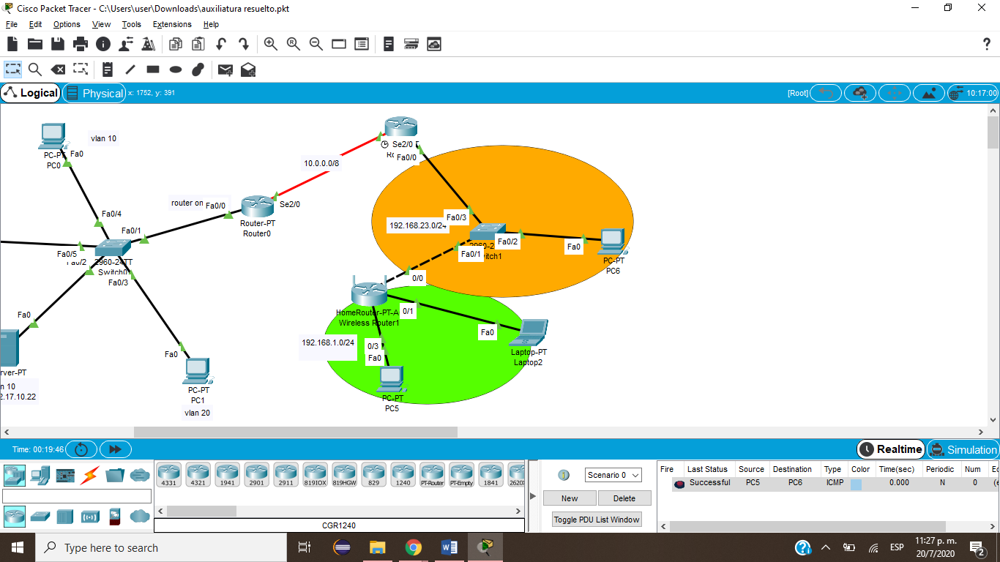 Cisco Packet Tracer - C:\Users\user\Downloads\auxiliatura resuelto.pkt
File Edit Options View Tools Extensions Help
?
Logical
Physical
x: 1752, y: 391
[Root]
10:17:00
vlan 10
PC-PT
PC0
Fa0
Fa0/4
Fa0/1
Fa0/5
Fa0/2
2960-24TT
Switch0
Fa0/3
Fa0
Fa0
rver-PT
n 10
2.17.10.22
PC-PT
PC1
vlan 20
router on
Fa0/0
Router-PT
Router0
Se2/0
10.0.0.0/8
Se2/0
Fa0/0
192.168.23.0/24
Fa0/3
Fa0/2
Fa0/1
2960-2
witch1
Fa0
PC-PT
PC6
0/0
HomeRouter-PT-A
Wireless Router1
0/1
192.168.1.0/24
0/3
Fa0
PC-PT
PC5
Fa0
Laptop-PT
Laptop2
Time: 00:19:46
Realtime
Simulation
4331 4321 1941 2901 2911 819IOX 819HGW 829 1240 PT-Router PT-Empty 1841 2620X
CGR1240
Scenario 0
New
Delete
Toggle PDU List Window
Fire Last Status Source Destination Type Color Time(sec) Periodic Num Ed
Successful PC5 PC6 ICMP 0.000 N 0 (e
Type here to search
ESP
11:27 p. m.
20/7/2020
2